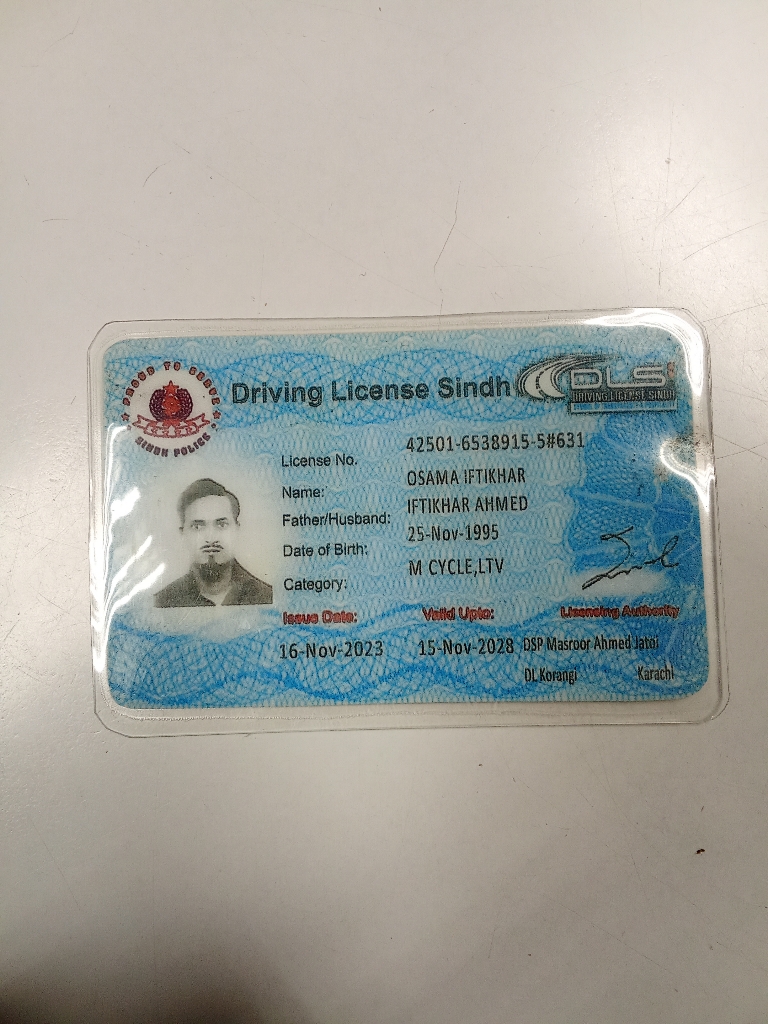 PROUD TO SERVE
SINDH POLICE
Driving License Sindh
DLS
DRIVING LICENSE SINDH
License No. 42501-6538915-5#631
Name: OSAMA IFTIKHAR
Father/Husband: IFTIKHAR AHMED
Date of Birth: 25-Nov-1995
Category: M CYCLE,LTV
Issue Date: Valid Upto: Licensing Authority
16-Nov-2023 15-Nov-2028 DSP Masroor Ahmed Jatoi
DL Korangi Karachi